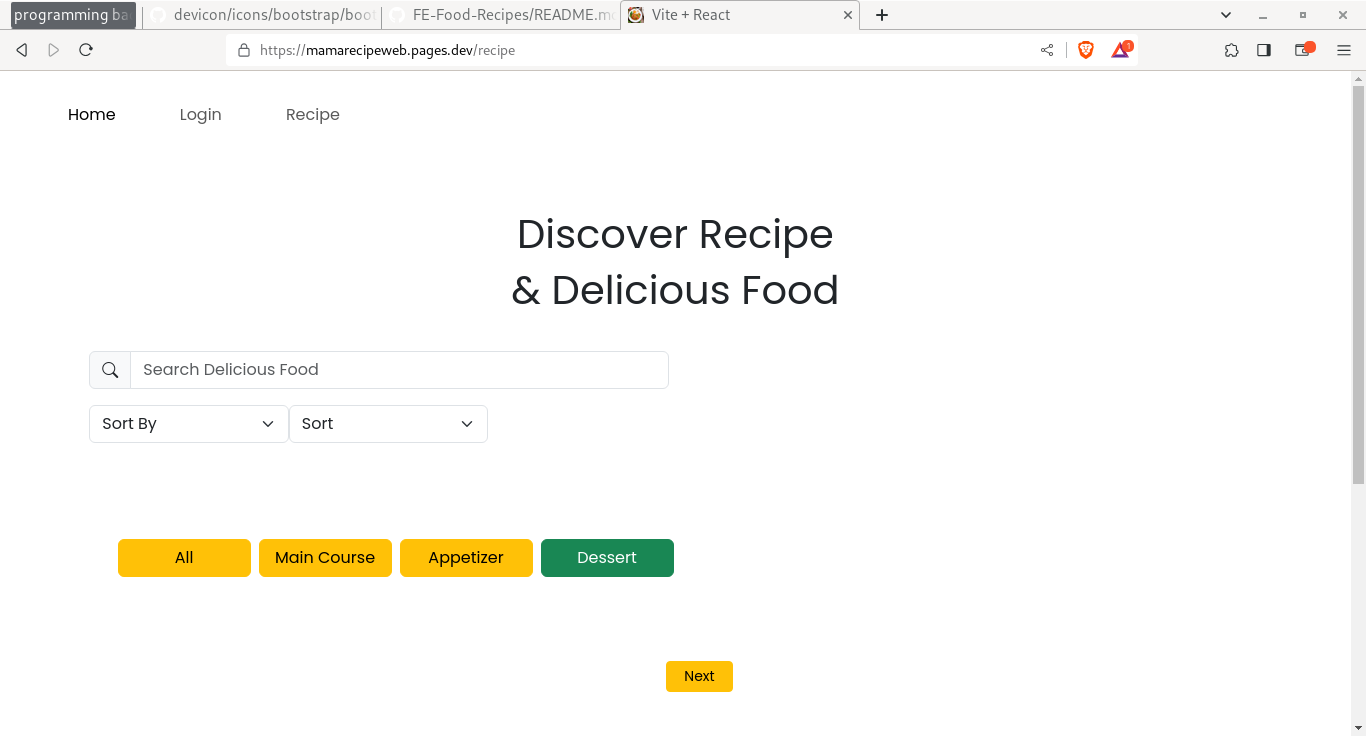 programming ba
devicon/icons/bootstrap/boot
FE-Food-Recipes/README.m
Vite + React
https://mamarecipeweb.pages.dev/recipe
1
Home Login Recipe
Discover Recipe
& Delicious Food
Search Delicious Food
Sort By Sort
All Main Course Appetizer Dessert
Next